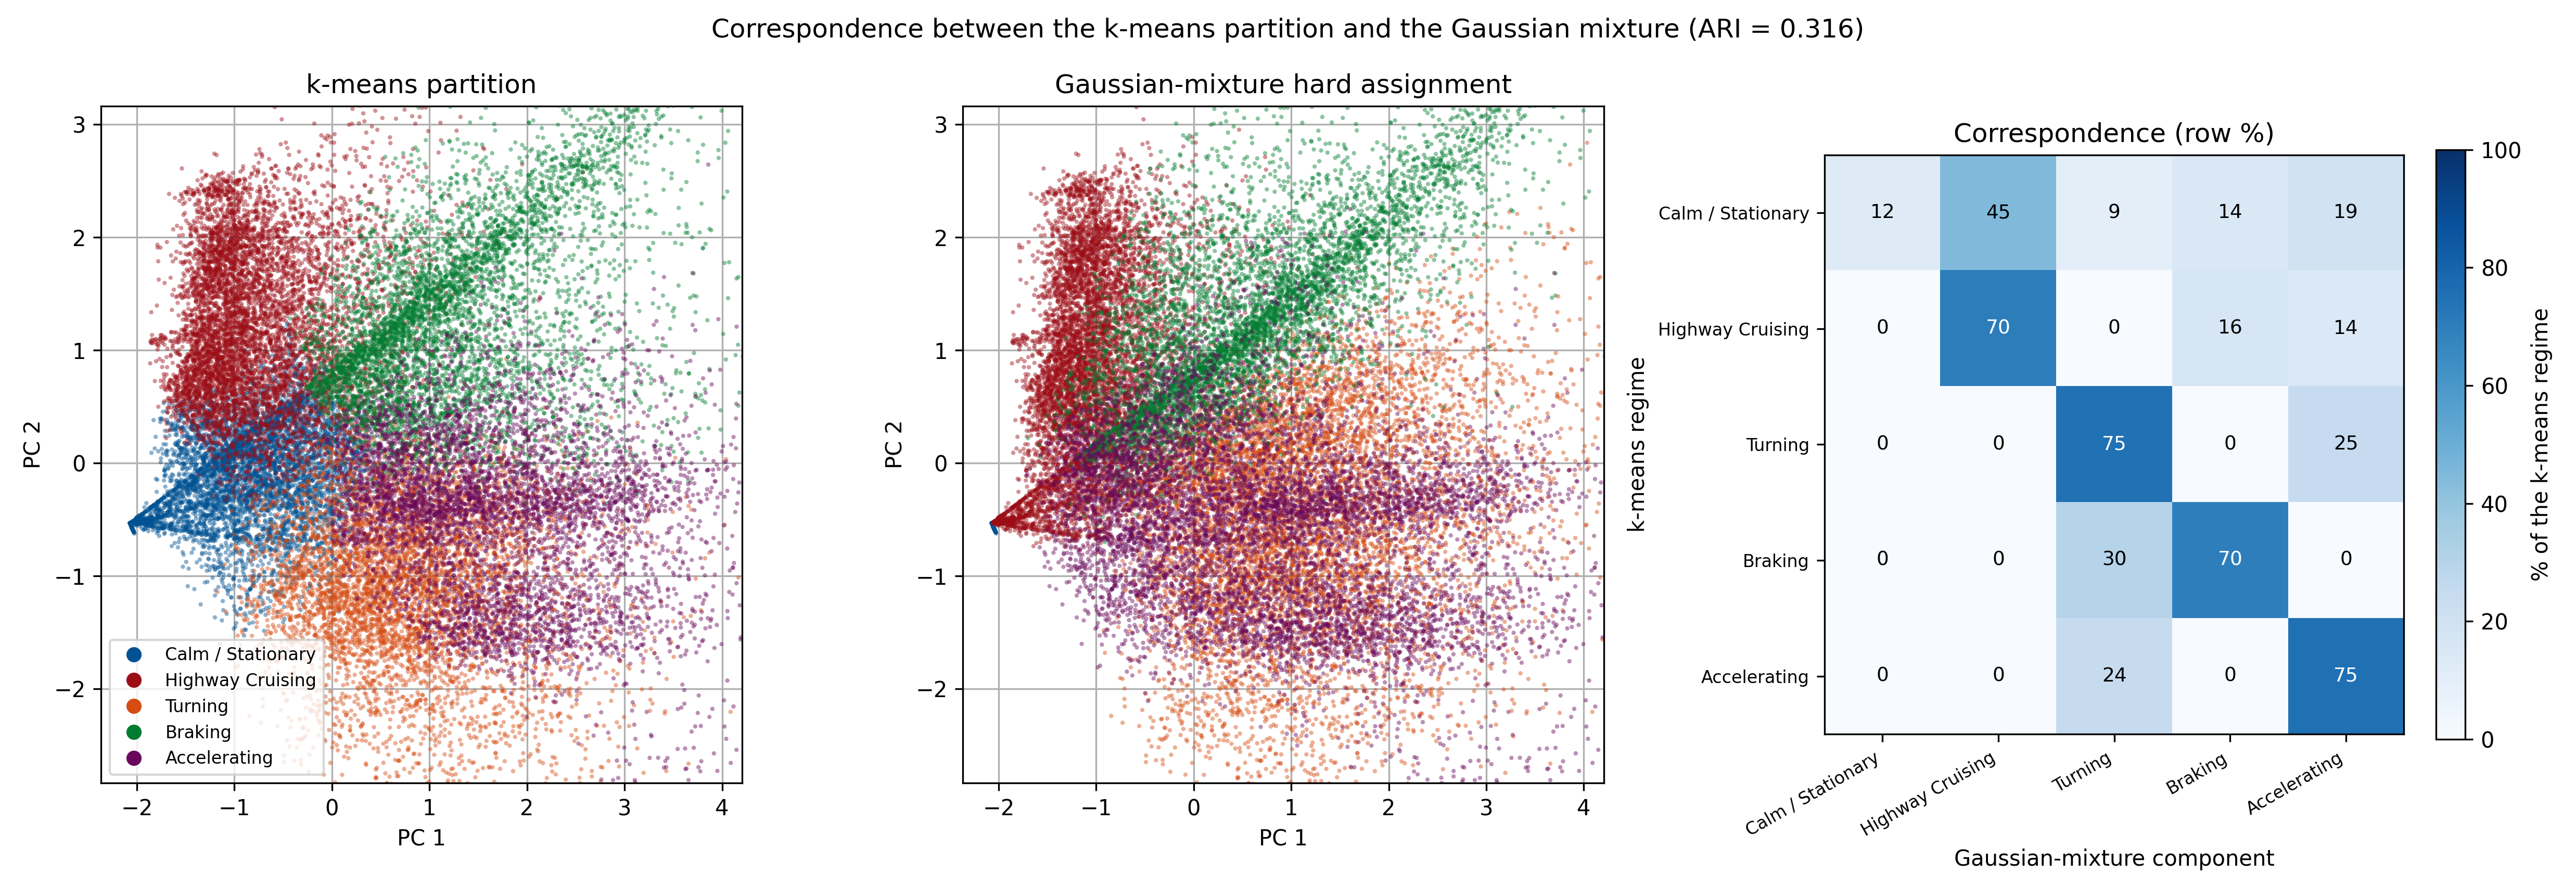 Correspondence between the k-means partition and the Gaussian mixture (ARI = 0.316)
k-means partition
3
2
1
0
−1
−2
PC 2
Calm / Stationary
Highway Cruising
Turning
Braking
Accelerating
−2 −1 0 1 2 3 4
PC 1
Gaussian-mixture hard assignment
3
2
1
0
−1
−2
PC 2
−2 −1 0 1 2 3 4
PC 1
Correspondence (row %)
k-means regime
Calm / Stationary 12 45 9 14 19
Highway Cruising 0 70 0 16 14
Turning 0 0 75 0 25
Braking 0 0 30 70 0
Accelerating 0 0 24 0 75
Calm / Stationary Highway Cruising Turning Braking Accelerating
Gaussian-mixture component
100
80
60
40
20
0
% of the k-means regime